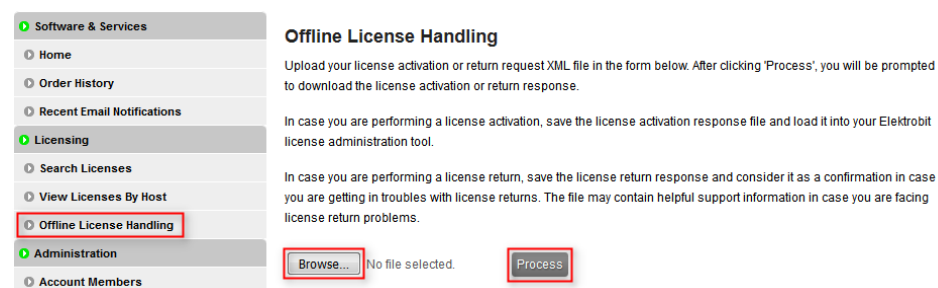 Software & Services
Home
Order History
Recent Email Notifications
Licensing
Search Licenses
View Licenses By Host
Offline License Handling
Administration
Account Members
Offline License Handling
Upload your license activation or return request XML file in the form below. After clicking 'Process', you will be prompted
to download the license activation or return response.
In case you are performing a license activation, save the license activation response file and load it into your Elektrobit
license administration tool.
In case you are performing a license return, save the license return response and consider it as a confirmation in case
you are getting in troubles with license returns. The file may contain helpful support information in case you are facing
license return problems.
Browse... No file selected. Process